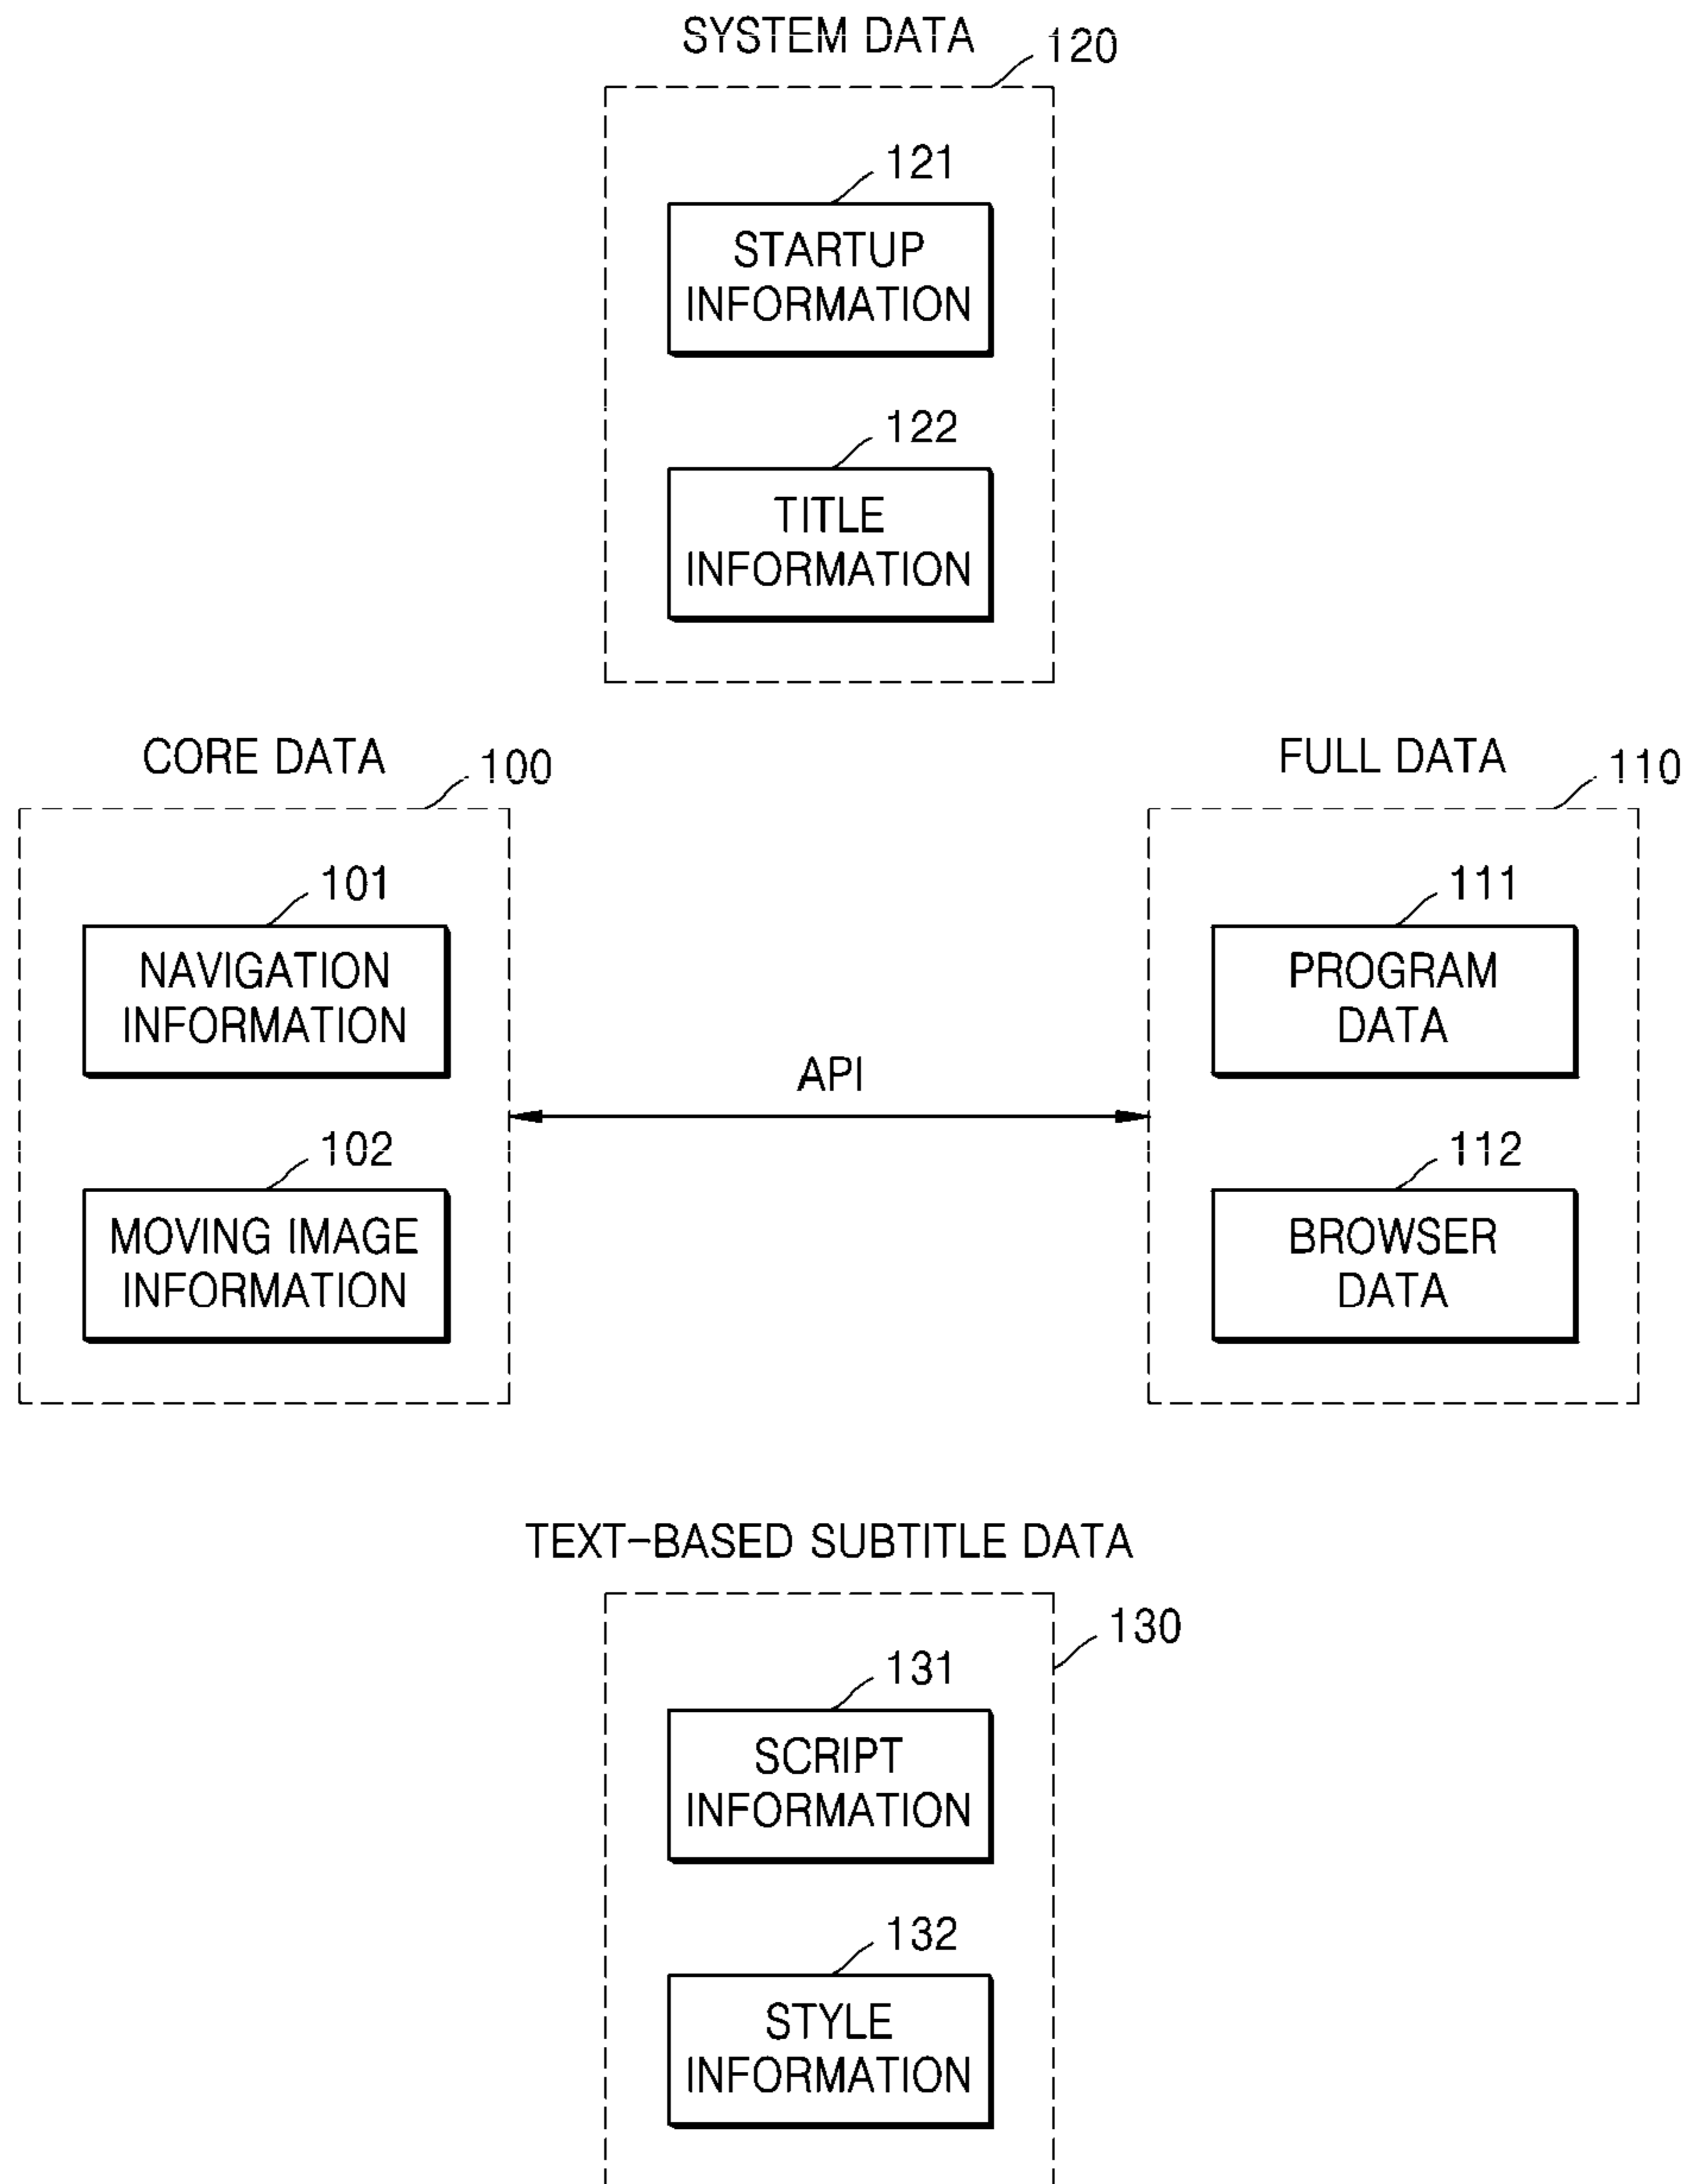 SYSTEM DATA
120
121
STARTUP
INFORMATION
122
TITLE
INFORMATION
CORE DATA
100
101
NAVIGATION
INFORMATION
102
MOVING IMAGE
INFORMATION
API
FULL DATA
110
111
PROGRAM
DATA
112
BROWSER
DATA
TEXT-BASED SUBTITLE DATA
130
131
SCRIPT
INFORMATION
132
STYLE
INFORMATION